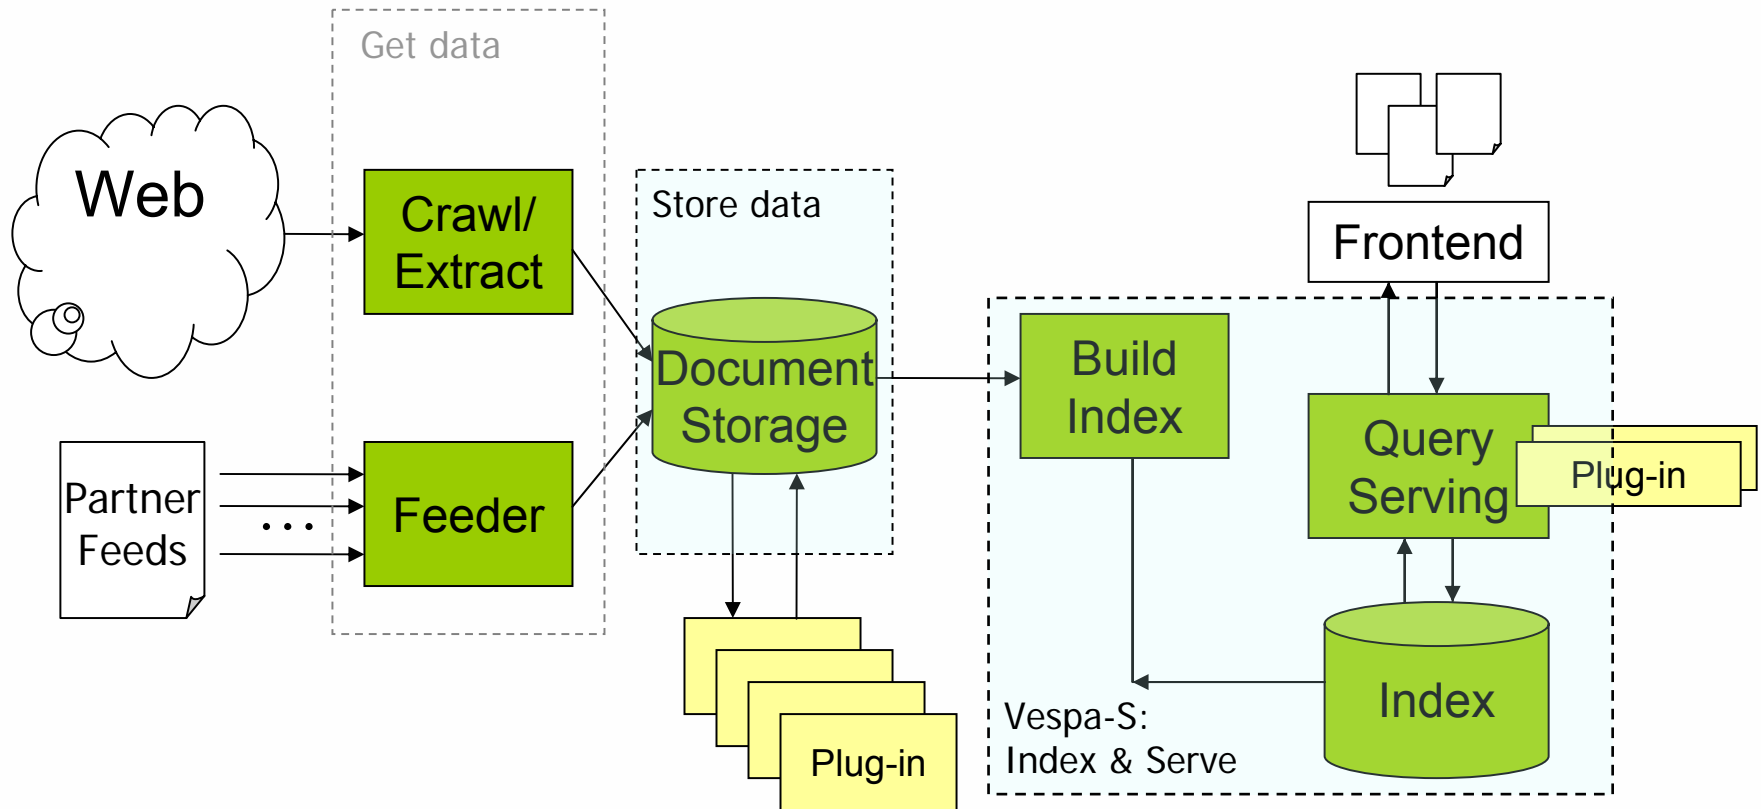 Get data
Web
Crawl/
Extract
Store data
Frontend
Document
Storage
Build
Index
Query
Serving
Plug-in
Partner
Feeds
...
Feeder
Index
Vespa-S:
Index & Serve
Plug-in